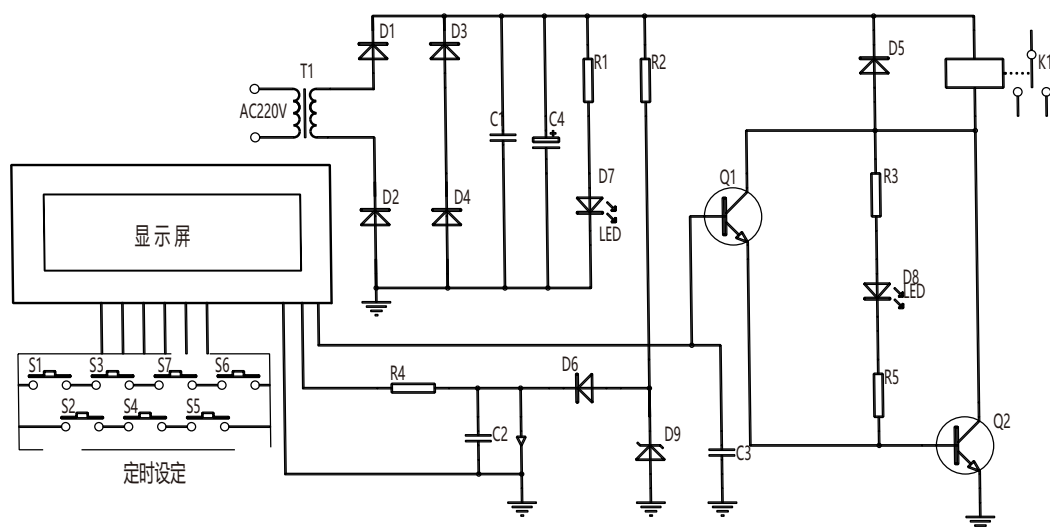 D1
D3
D5
K1
T1
R1
R2
AC220V
C1
C4
+
R3
Q1
D7
D2
D4
显示屏
LED
D8
LED
D6
R4
S1
S3
S7
S6
R5
S2
S4
S5
Q2
C2
D9
C3
定时设定